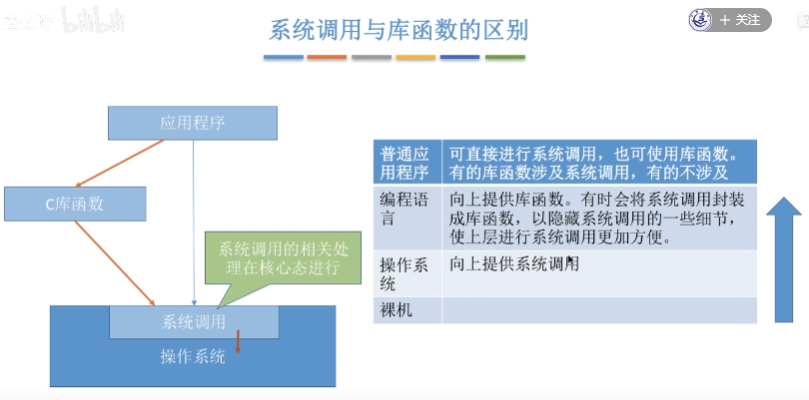 系统调用与库函数的区别
bilibili
+ 关注
应用程序
C库函数
系统调用的相关处
理在核心态进行
系统调用
操作系统
普通应
用程序
可直接进行系统调用，也可使用库函数。
有的库函数涉及系统调用，有的不涉及
编程语
言
向上提供库函数。有时会将系统调用封装
成库函数，以隐藏系统调用的一些细节，
使上层进行系统调用更加方便。
操作系
统
向上提供系统调用
裸机